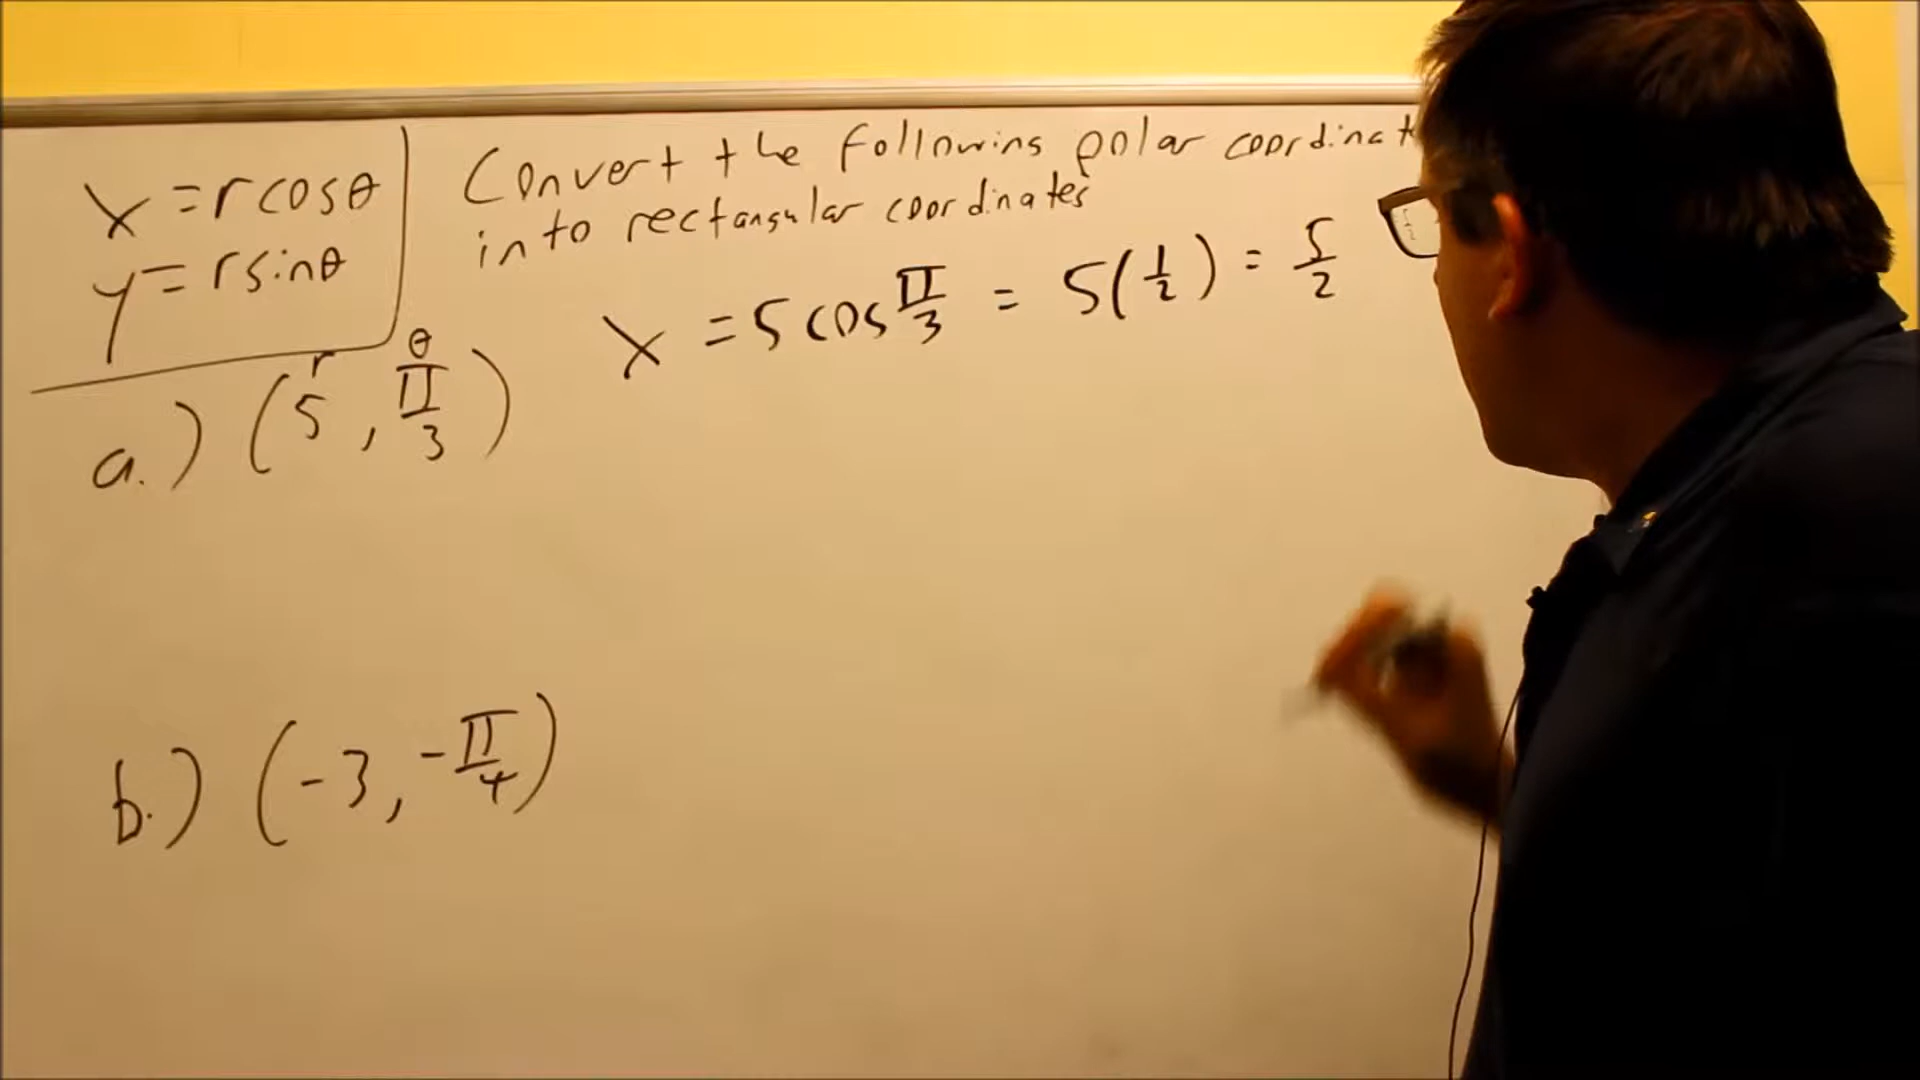 x = r cosθ
y = r sinθ
Convert the following polar coordinat
into rectangular coordinates
r θ
a.) (5, π/3)
x = 5 cos π/3 = 5(1/2) = 5/2
b.) (-3, -π/4)